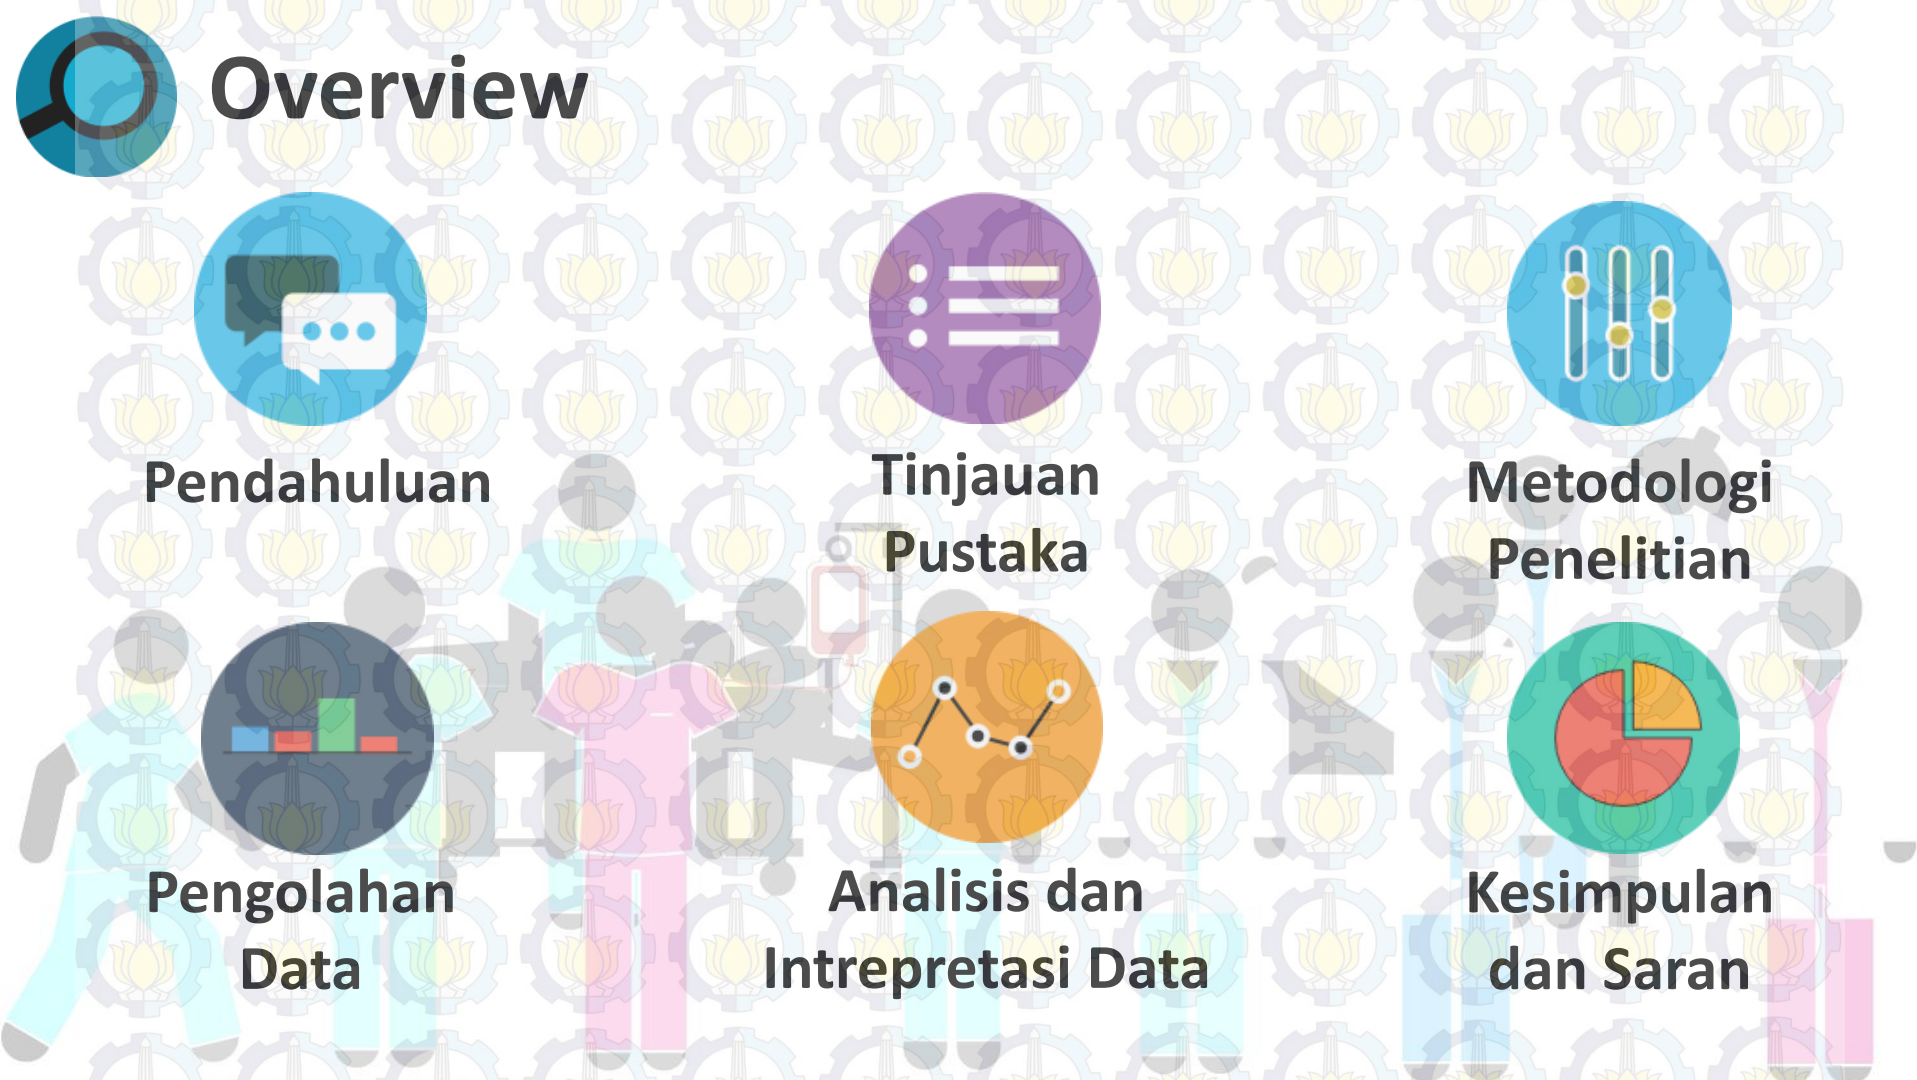 Overview
Pendahuluan
Tinjauan
Pustaka
Metodologi
Penelitian
Pengolahan
Data
Analisis dan
Intrepretasi Data
Kesimpulan
dan Saran